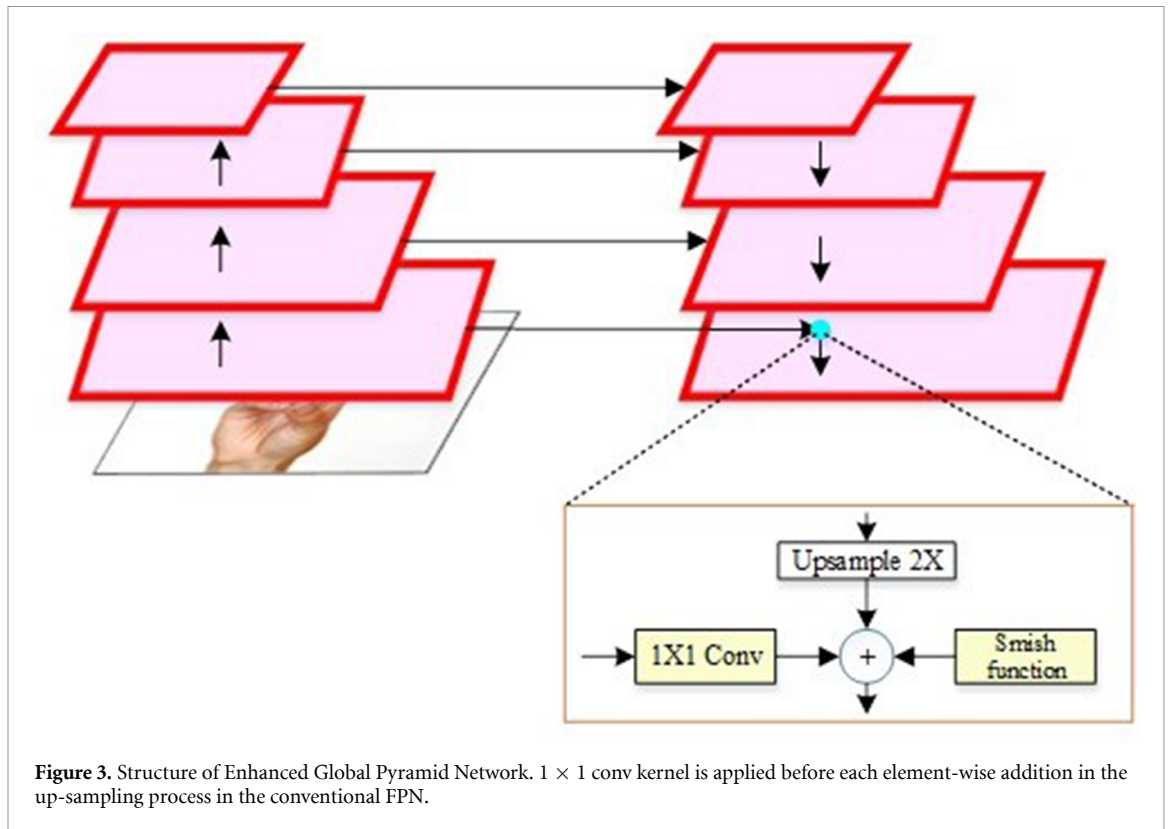 Upsample 2X
1X1 Conv
+
Smish
function
Figure 3. Structure of Enhanced Global Pyramid Network. 1 × 1 conv kernel is applied before each element-wise addition in the
up-sampling process in the conventional FPN.